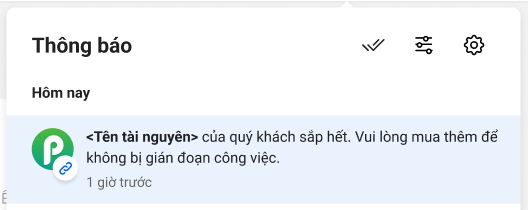 Thông báo
Hôm nay
<Tên tài nguyên> của quý khách sắp hết. Vui lòng mua thêm để
không bị gián đoạn công việc.
1 giờ trước